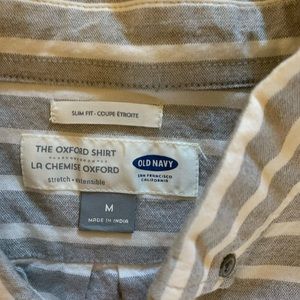 SLIM FIT - COUPE ÉTROITE
THE OXFORD SHIRT
LA CHEMISE OXFORD
stretch • extensible
OLD NAVY
SAN FRANCISCO
CALIFORNIA
M
MADE IN INDIA